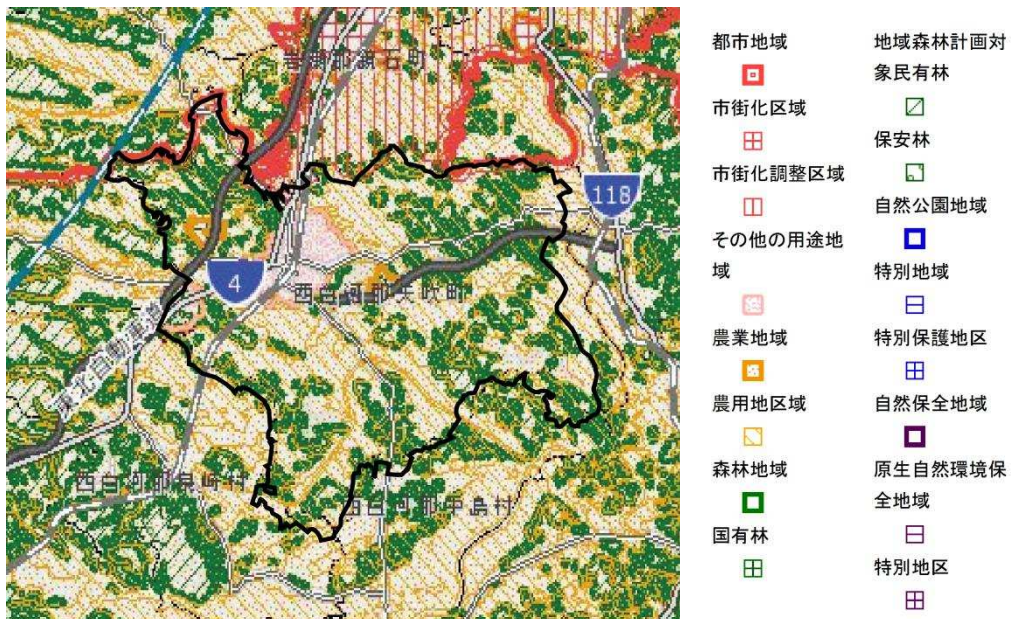 岩瀬郡鏡石町
118
4
西白河郡矢吹町
西白河郡泉崎村
西白河郡中島村
都市地域
市街化区域
市街化調整区域
その他の用途地
域
農業地域
農用地区域
森林地域
国有林
地域森林計画対
象民有林
保安林
自然公園地域
特別地域
特別保護地区
自然保全地域
原生自然環境保
全地域
特別地区